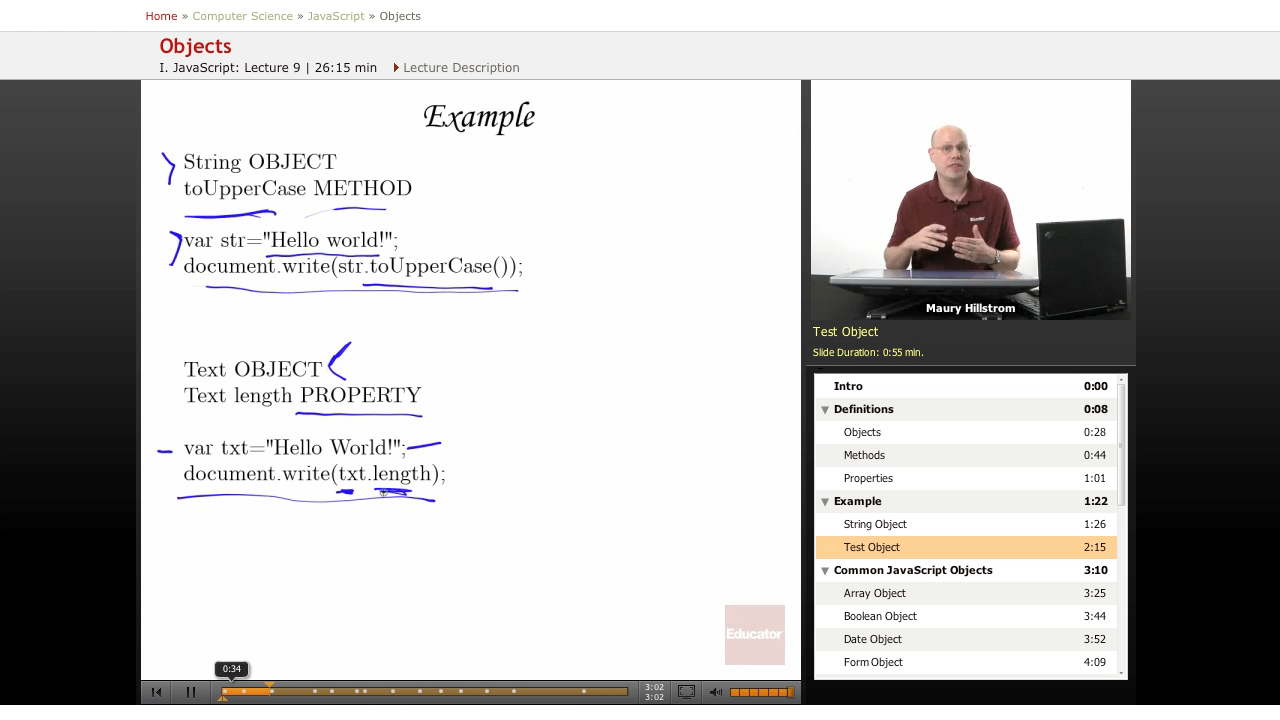 Home » Computer Science » JavaScript » Objects
Objects
I. JavaScript: Lecture 9 | 26:15 min Lecture Description
Example
String OBJECT
toUpperCase METHOD
var str="Hello world!";
document.write(str.toUpperCase());
Text OBJECT
Text length PROPERTY
var txt="Hello World!";
document.write(txt.length);
Educator
0:34
3:02
3:02
Maury Hillstrom
Test Object
Slide Duration: 0:55 min.
Intro 0:00
Definitions 0:08
Objects 0:28
Methods 0:44
Properties 1:01
Example 1:22
String Object 1:26
Test Object 2:15
Common JavaScript Objects 3:10
Array Object 3:25
Boolean Object 3:44
Date Object 3:52
Form Object 4:09